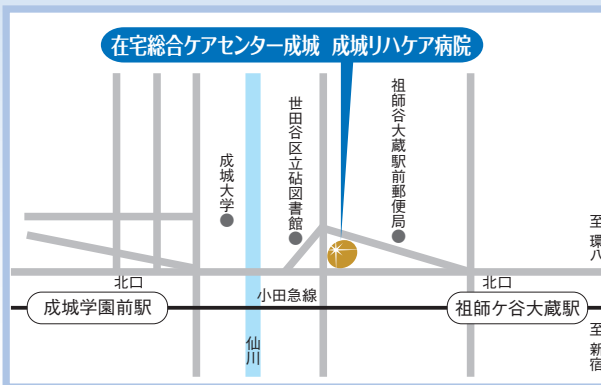 在宅総合ケアセンター成城 成城リハケア病院
成城大学
世田谷区立砧図書館
祖師谷大蔵駅前郵便局
至 環八
北口
北口
成城学園前駅
小田急線
祖師ケ谷大蔵駅
仙川
至 新宿